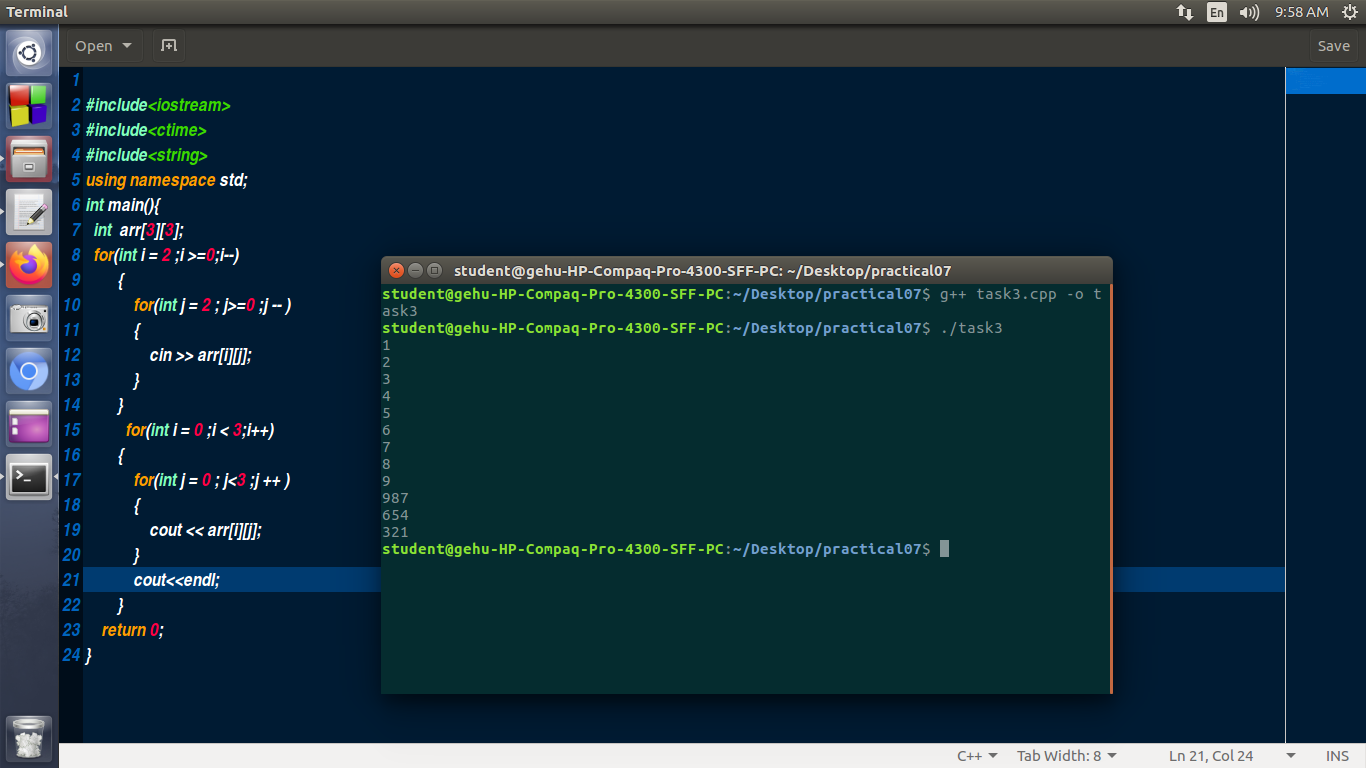 Terminal
En
9:58 AM
Open
Save
1
2 #include<iostream>
3 #include<ctime>
4 #include<string>
5 using namespace std;
6 int main(){
7 int  arr[3][3];
8 for(int i = 2 ;i >=0;i--)
9 {
10 for(int j = 2 ; j>=0 ;j -- )
11 {
12 cin >> arr[i][j];
13 }
14 }
15 for(int i = 0 ;i < 3;i++)
16 {
17 for(int j = 0 ; j<3 ;j ++ )
18 {
19 cout << arr[i][j];
20 }
21 cout<<endl;
22 }
23 return 0;
24 }
student@gehu-HP-Compaq-Pro-4300-SFF-PC: ~/Desktop/practical07
student@gehu-HP-Compaq-Pro-4300-SFF-PC:~/Desktop/practical07$ g++ task3.cpp -o t
ask3
student@gehu-HP-Compaq-Pro-4300-SFF-PC:~/Desktop/practical07$ ./task3
1
2
3
4
5
6
7
8
9
987
654
321
student@gehu-HP-Compaq-Pro-4300-SFF-PC:~/Desktop/practical07$
C++
Tab Width: 8
Ln 21, Col 24
INS